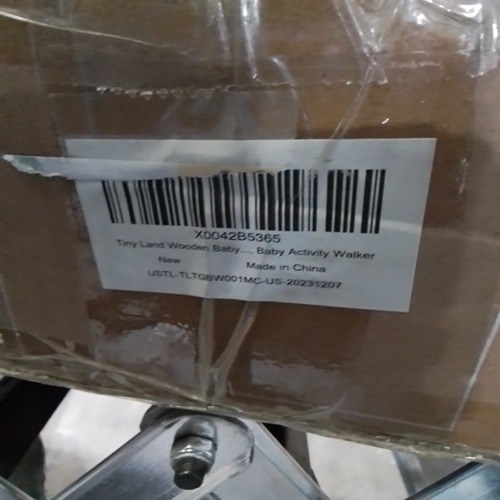 X0042B5365
Tiny Land Wooden Baby.... Baby Activity Walker
New
Made in China
USTL-TLTGBW001MC-US-20231207